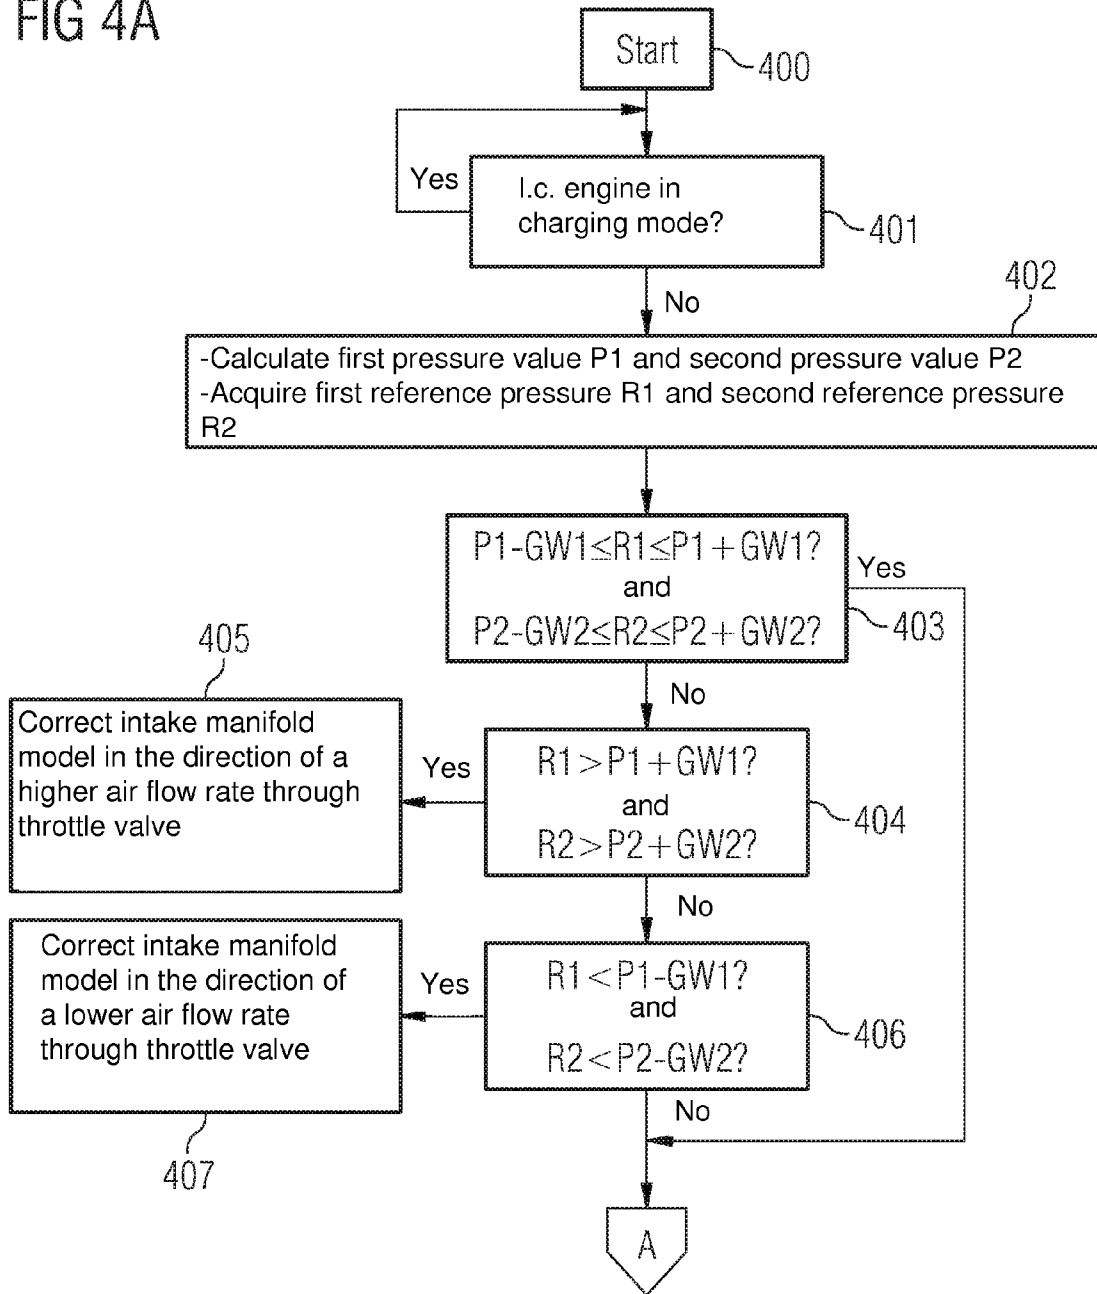 FIG 4A
Start
400
Yes
I.c. engine in
charging mode?
401
No
402
-Calculate first pressure value P1 and second pressure value P2
-Acquire first reference pressure R1 and second reference pressure
R2
P1-GW1≤R1≤P1+GW1?
and
P2-GW2≤R2≤P2+GW2?
Yes
403
No
405
Correct intake manifold
model in the direction of a
higher air flow rate through
throttle valve
Yes
R1>P1+GW1?
and
R2>P2+GW2?
404
No
Correct intake manifold
model in the direction of
a lower air flow rate
through throttle valve
407
Yes
R1<P1-GW1?
and
R2<P2-GW2?
406
No
A